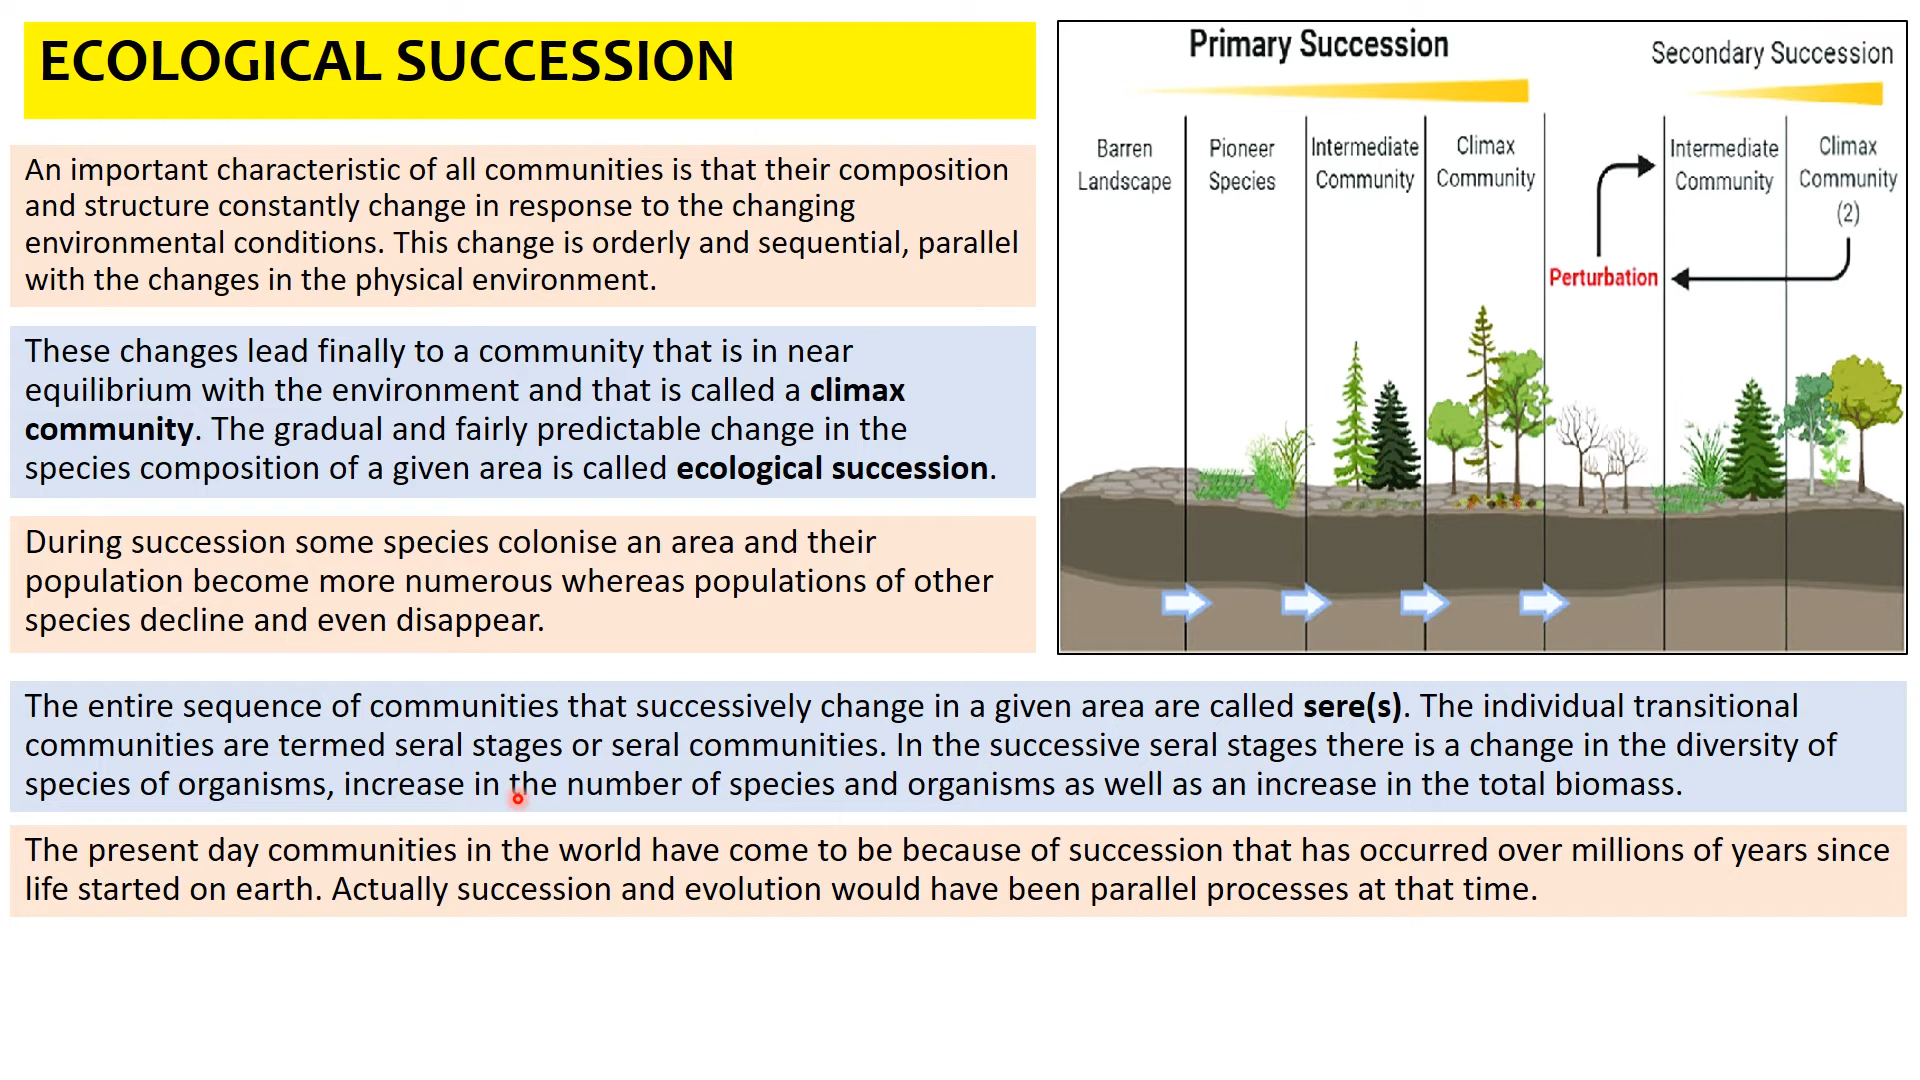 ECOLOGICAL SUCCESSION
An important characteristic of all communities is that their composition
and structure constantly change in response to the changing
environmental conditions. This change is orderly and sequential, parallel
with the changes in the physical environment.
These changes lead finally to a community that is in near
equilibrium with the environment and that is called a climax
community. The gradual and fairly predictable change in the
species composition of a given area is called ecological succession.
During succession some species colonise an area and their
population become more numerous whereas populations of other
species decline and even disappear.
Primary Succession
Secondary Succession
Barren
Landscape
Pioneer
Species
Intermediate
Community
Climax
Community
Perturbation
Intermediate
Community
Climax
Community
(2)
The entire sequence of communities that successively change in a given area are called sere(s). The individual transitional
communities are termed seral stages or seral communities. In the successive seral stages there is a change in the diversity of
species of organisms, increase in the number of species and organisms as well as an increase in the total biomass.
The present day communities in the world have come to be because of succession that has occurred over millions of years since
life started on earth. Actually succession and evolution would have been parallel processes at that time.